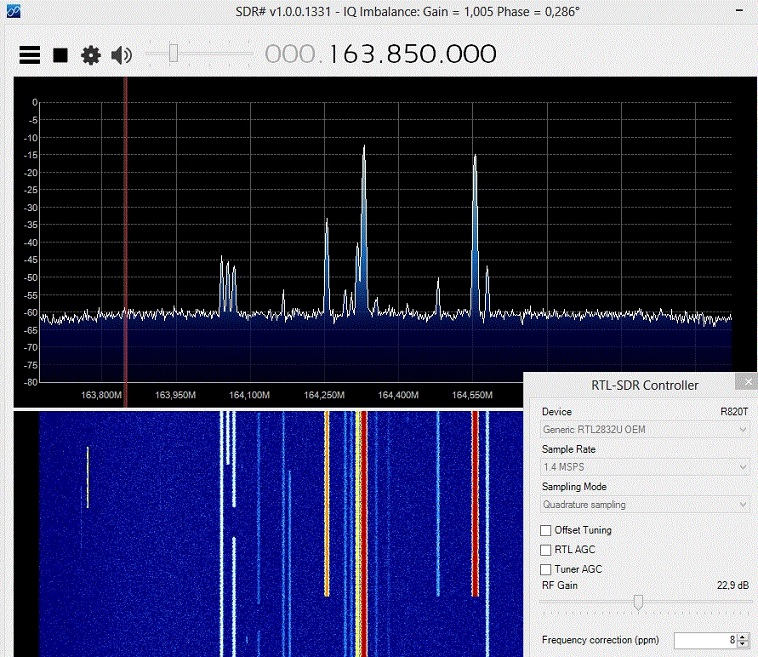 SDR# v1.0.0.1331 - IQ Imbalance: Gain = 1,005 Phase = 0,286°
000.163.850.000
0
-5
-10
-15
-20
-25
-30
-35
-40
-45
-50
-55
-60
-65
-70
-75
-80
163,800M 163,950M 164,100M 164,250M 164,400M 164,550M
RTL-SDR Controller
Device R820T
Generic RTL2832U OEM
Sample Rate
1.4 MSPS
Sampling Mode
Quadrature sampling
Offset Tuning
RTL AGC
Tuner AGC
RF Gain 22,9 dB
Frequency correction (ppm) 8